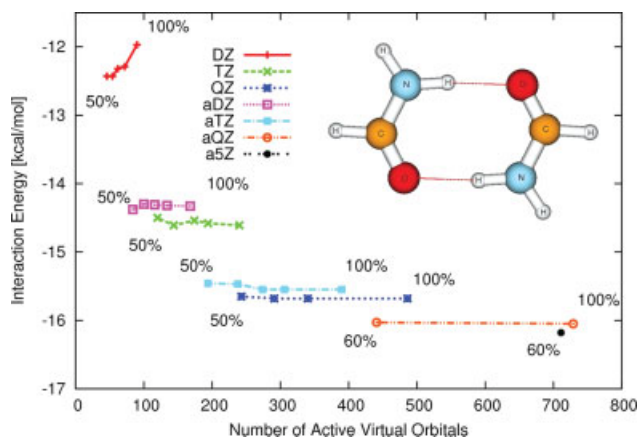 -12
-13
-14
-15
-16
-17
Interaction Energy [kcal/mol]
0 100 200 300 400 500 600 700 800
Number of Active Virtual Orbitals
DZ
TZ
QZ
aDZ
aTZ
aQZ
a5Z
100%
50%
50%
100%
50%
50%
100%
100%
50%
60%
100%
60%
H
N
H
O
H
C
C
H
O
H
N
H